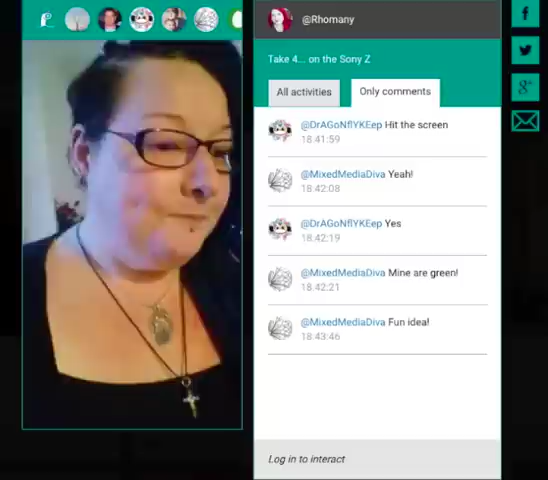 @Rhomany
Take 4... on the Sony Z
All activities
Only comments
@DrAGoNflYKEep Hit the screen
18:41:59
@MixedMediaDiva Yeah!
18:42:08
@DrAGoNflYKEep Yes
18:42:19
@MixedMediaDiva Mine are green!
18:42:21
@MixedMediaDiva Fun idea!
18:43:46
Log in to interact